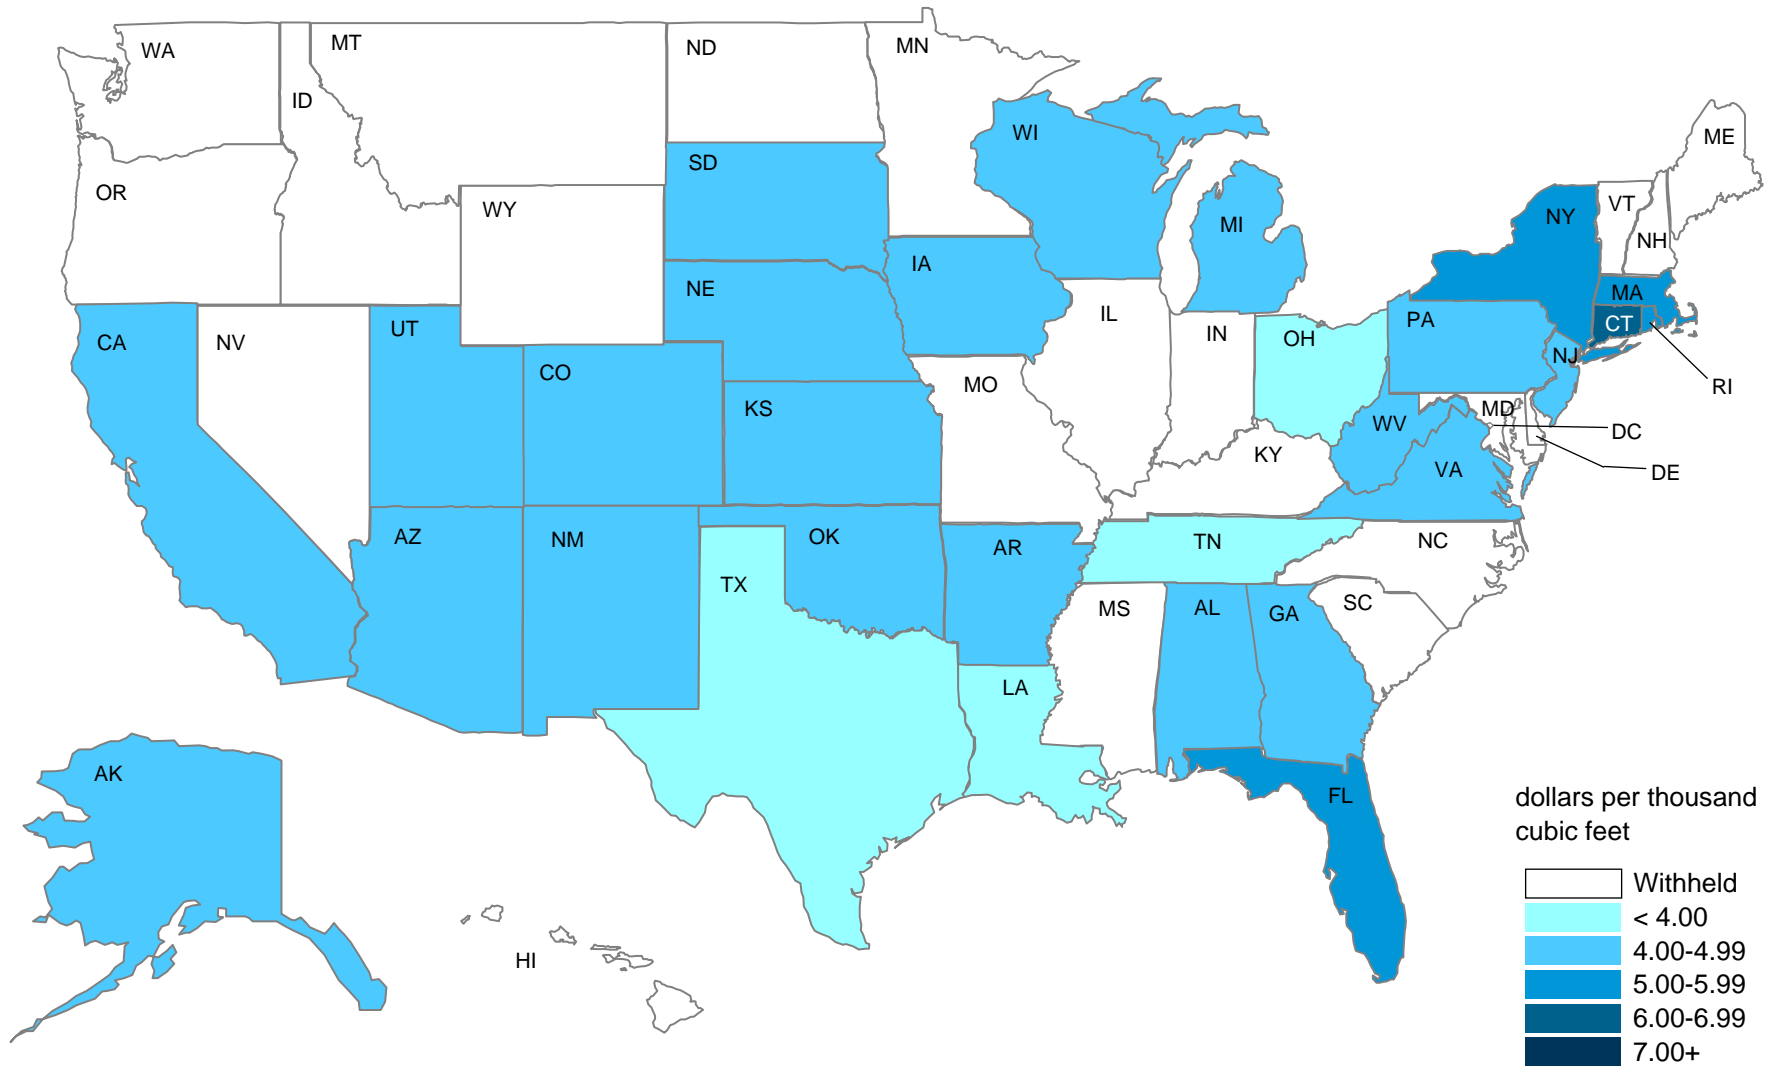 WA
MT
ND
MN
ID
WI
ME
OR
SD
WY
VT
NY
MI
NH
IA
NE
MA
IL
CT
PA
UT
CA
NV
IN
OH
NJ
CO
MO
RI
KS
MD
WV
DC
KY
VA
DE
AZ
NM
OK
AR
TN
NC
TX
MS
AL
GA
SC
LA
AK
FL
HI
dollars per thousand
cubic feet
Withheld
< 4.00
4.00-4.99
5.00-5.99
6.00-6.99
7.00+